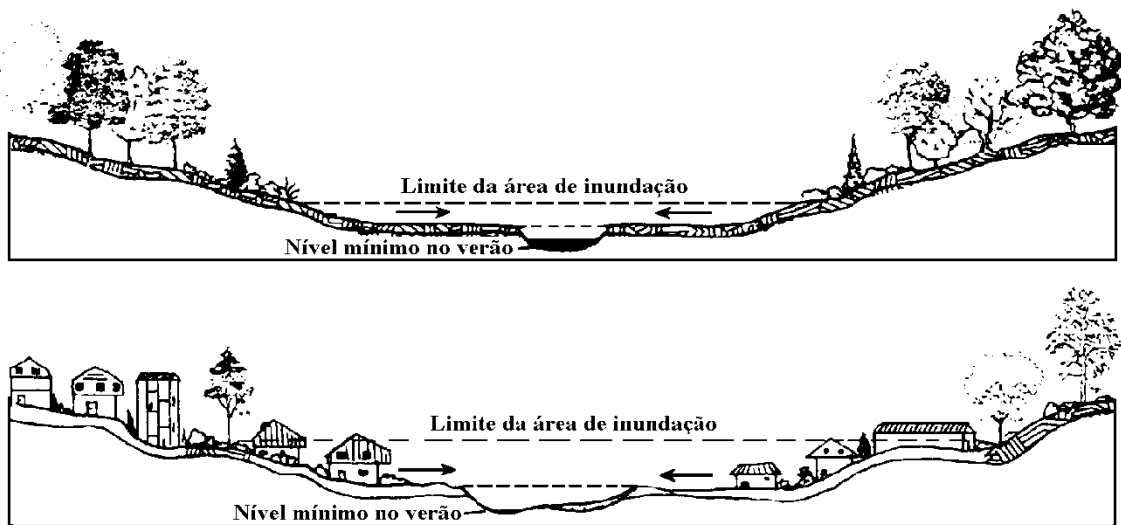 Limite da área de inundação
Nível mínimo no verão
Limite da área de inundação
Nível mínimo no verão